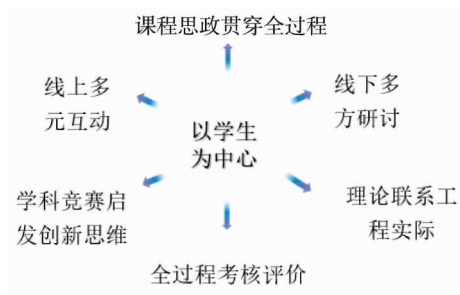 课程思政贯穿全过程
线上多
元互动
线下多
方研讨
以学生
为中心
学科竞赛启
发创新思维
理论联系工
程实际
全过程考核评价